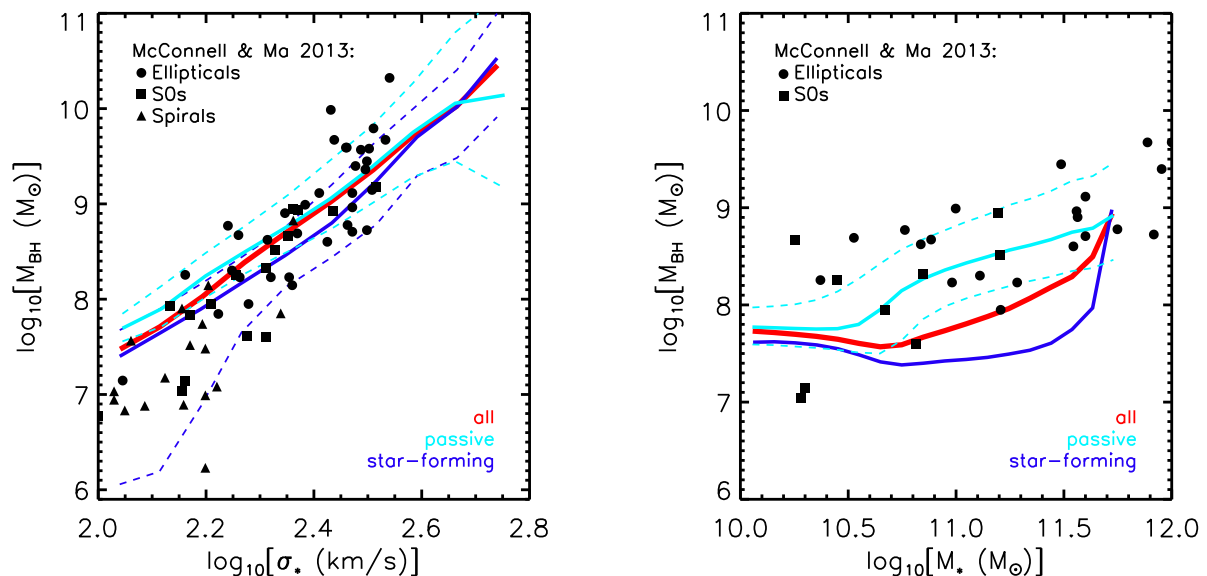 McConnell & Ma 2013:
Ellipticals
S0s
Spirals
all
passive
star-forming
11
10
9
8
7
6
2.0 2.2 2.4 2.6 2.8
log₁₀[σ* (km/s)]
log₁₀[M_BH (M⊙)]
McConnell & Ma 2013:
Ellipticals
S0s
all
passive
star-forming
11
10
9
8
7
6
10.0 10.5 11.0 11.5 12.0
log₁₀[M* (M⊙)]
log₁₀[M_BH (M⊙)]